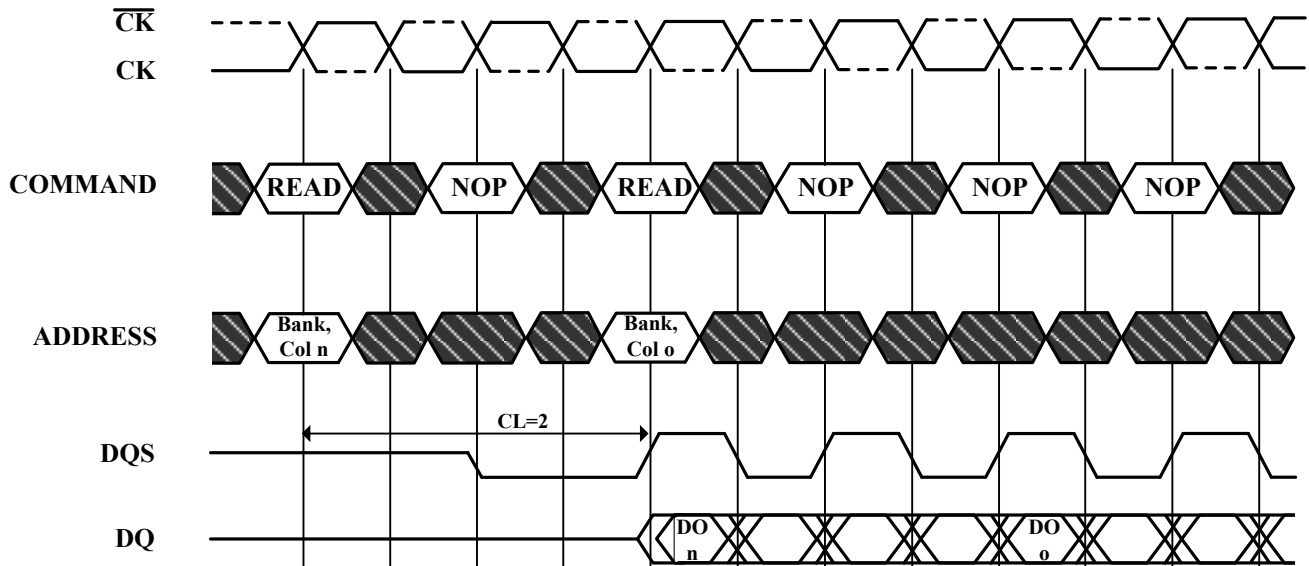 CK
CK
COMMAND
READ
NOP
READ
NOP
NOP
NOP
ADDRESS
Bank,
Col n
Bank,
Col o
CL=2
DQS
DQ
DO
n
DO
o